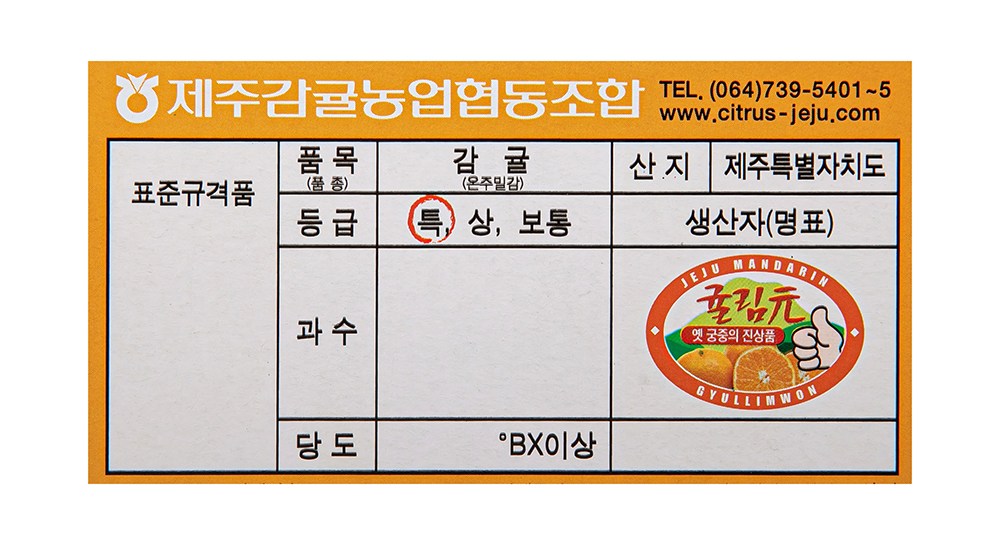 제주감귤농업협동조합
TEL. (064)739-5401~5
www.citrus-jeju.com
표준규격품
품 목
(품 종)
감 귤
(온주밀감)
산 지
제주특별자치도
등 급
특, 상, 보통
생산자(명표)
과 수
JEJU MANDARIN
귤림元
옛 궁중의 진상품
GYULLIMWON
당 도
°BX이상